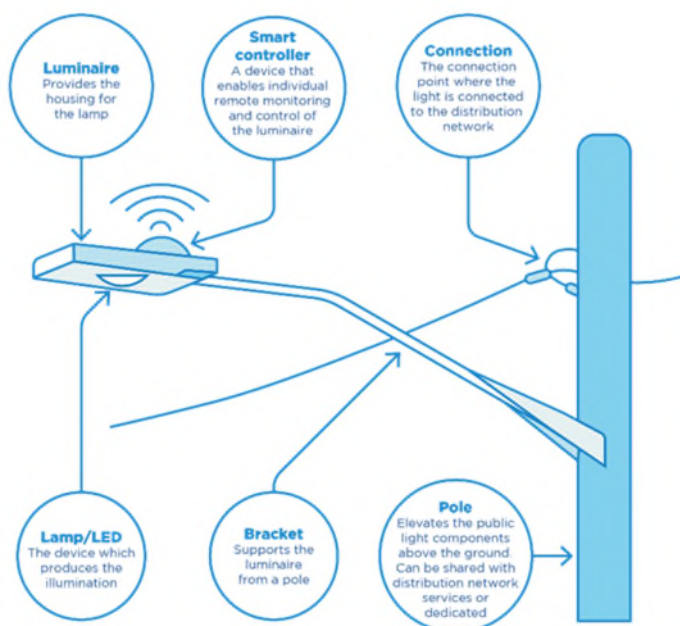 Luminaire
Provides the
housing for
the lamp
Smart
controller
A device that
enables individual
remote monitoring
and control of
the luminaire
Connection
The connection
point where the
light is connected
to the distribution
network
Lamp/LED
The device which
produces the
illumination
Bracket
Supports the
luminaire
from a pole
Pole
Elevates the public
light components
above the ground.
Can be shared with
distribution network
services or
dedicated